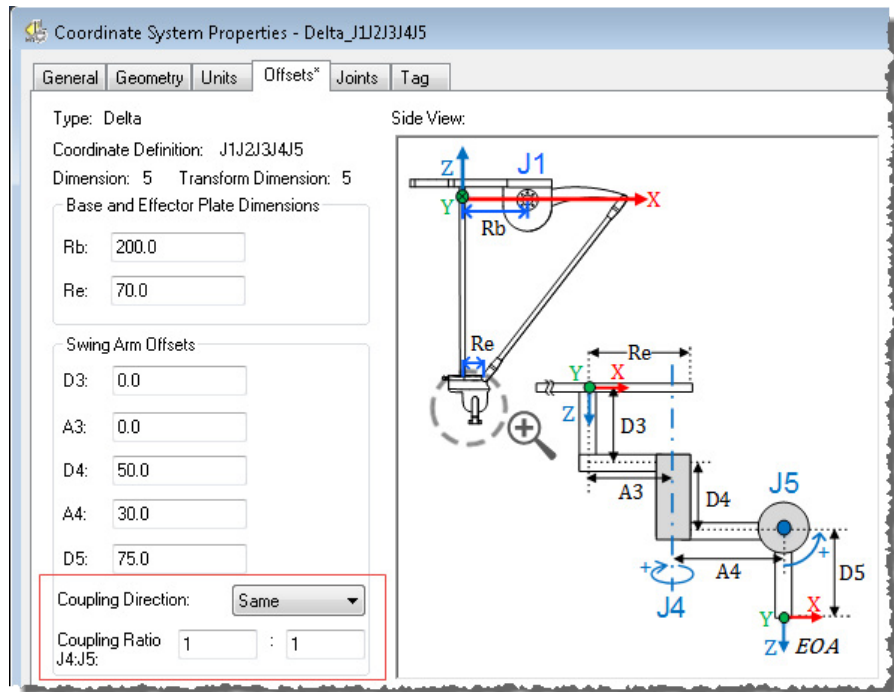 Coordinate System Properties - Delta_J1J2J3J4J5
General Geometry Units Offsets* Joints Tag
Type: Delta
Coordinate Definition: J1J2J3J4J5
Dimension: 5 Transform Dimension: 5
Base and Effector Plate Dimensions
Rb: 200.0
Re: 70.0
Swing Arm Offsets
D3: 0.0
A3: 0.0
D4: 50.0
A4: 30.0
D5: 75.0
Coupling Direction: Same
Coupling Ratio
J4:J5:
1 : 1
Side View:
Z J1
Y X
Rb
Re
Re
Y X
Z D3
A3 D4 J5
+ A4 + D5
J4
Y X
Z EOA